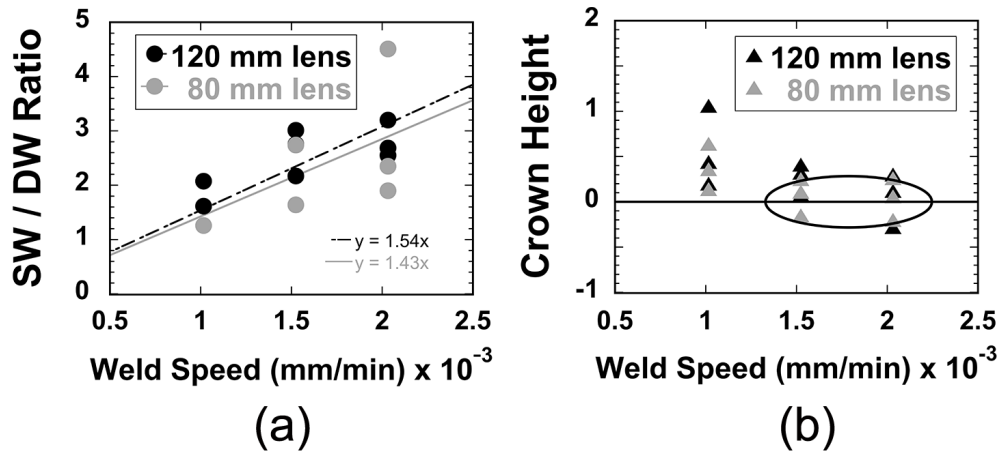 SW / DW Ratio
5
4
3
2
1
0
120 mm lens
80 mm lens
y = 1.54x
y = 1.43x
0.5
1
1.5
2
2.5
Weld Speed (mm/min) x 10⁻³
(a)
Crown Height
2
1
0
-1
120 mm lens
80 mm lens
0.5
1
1.5
2
2.5
Weld Speed (mm/min) x 10⁻³
(b)